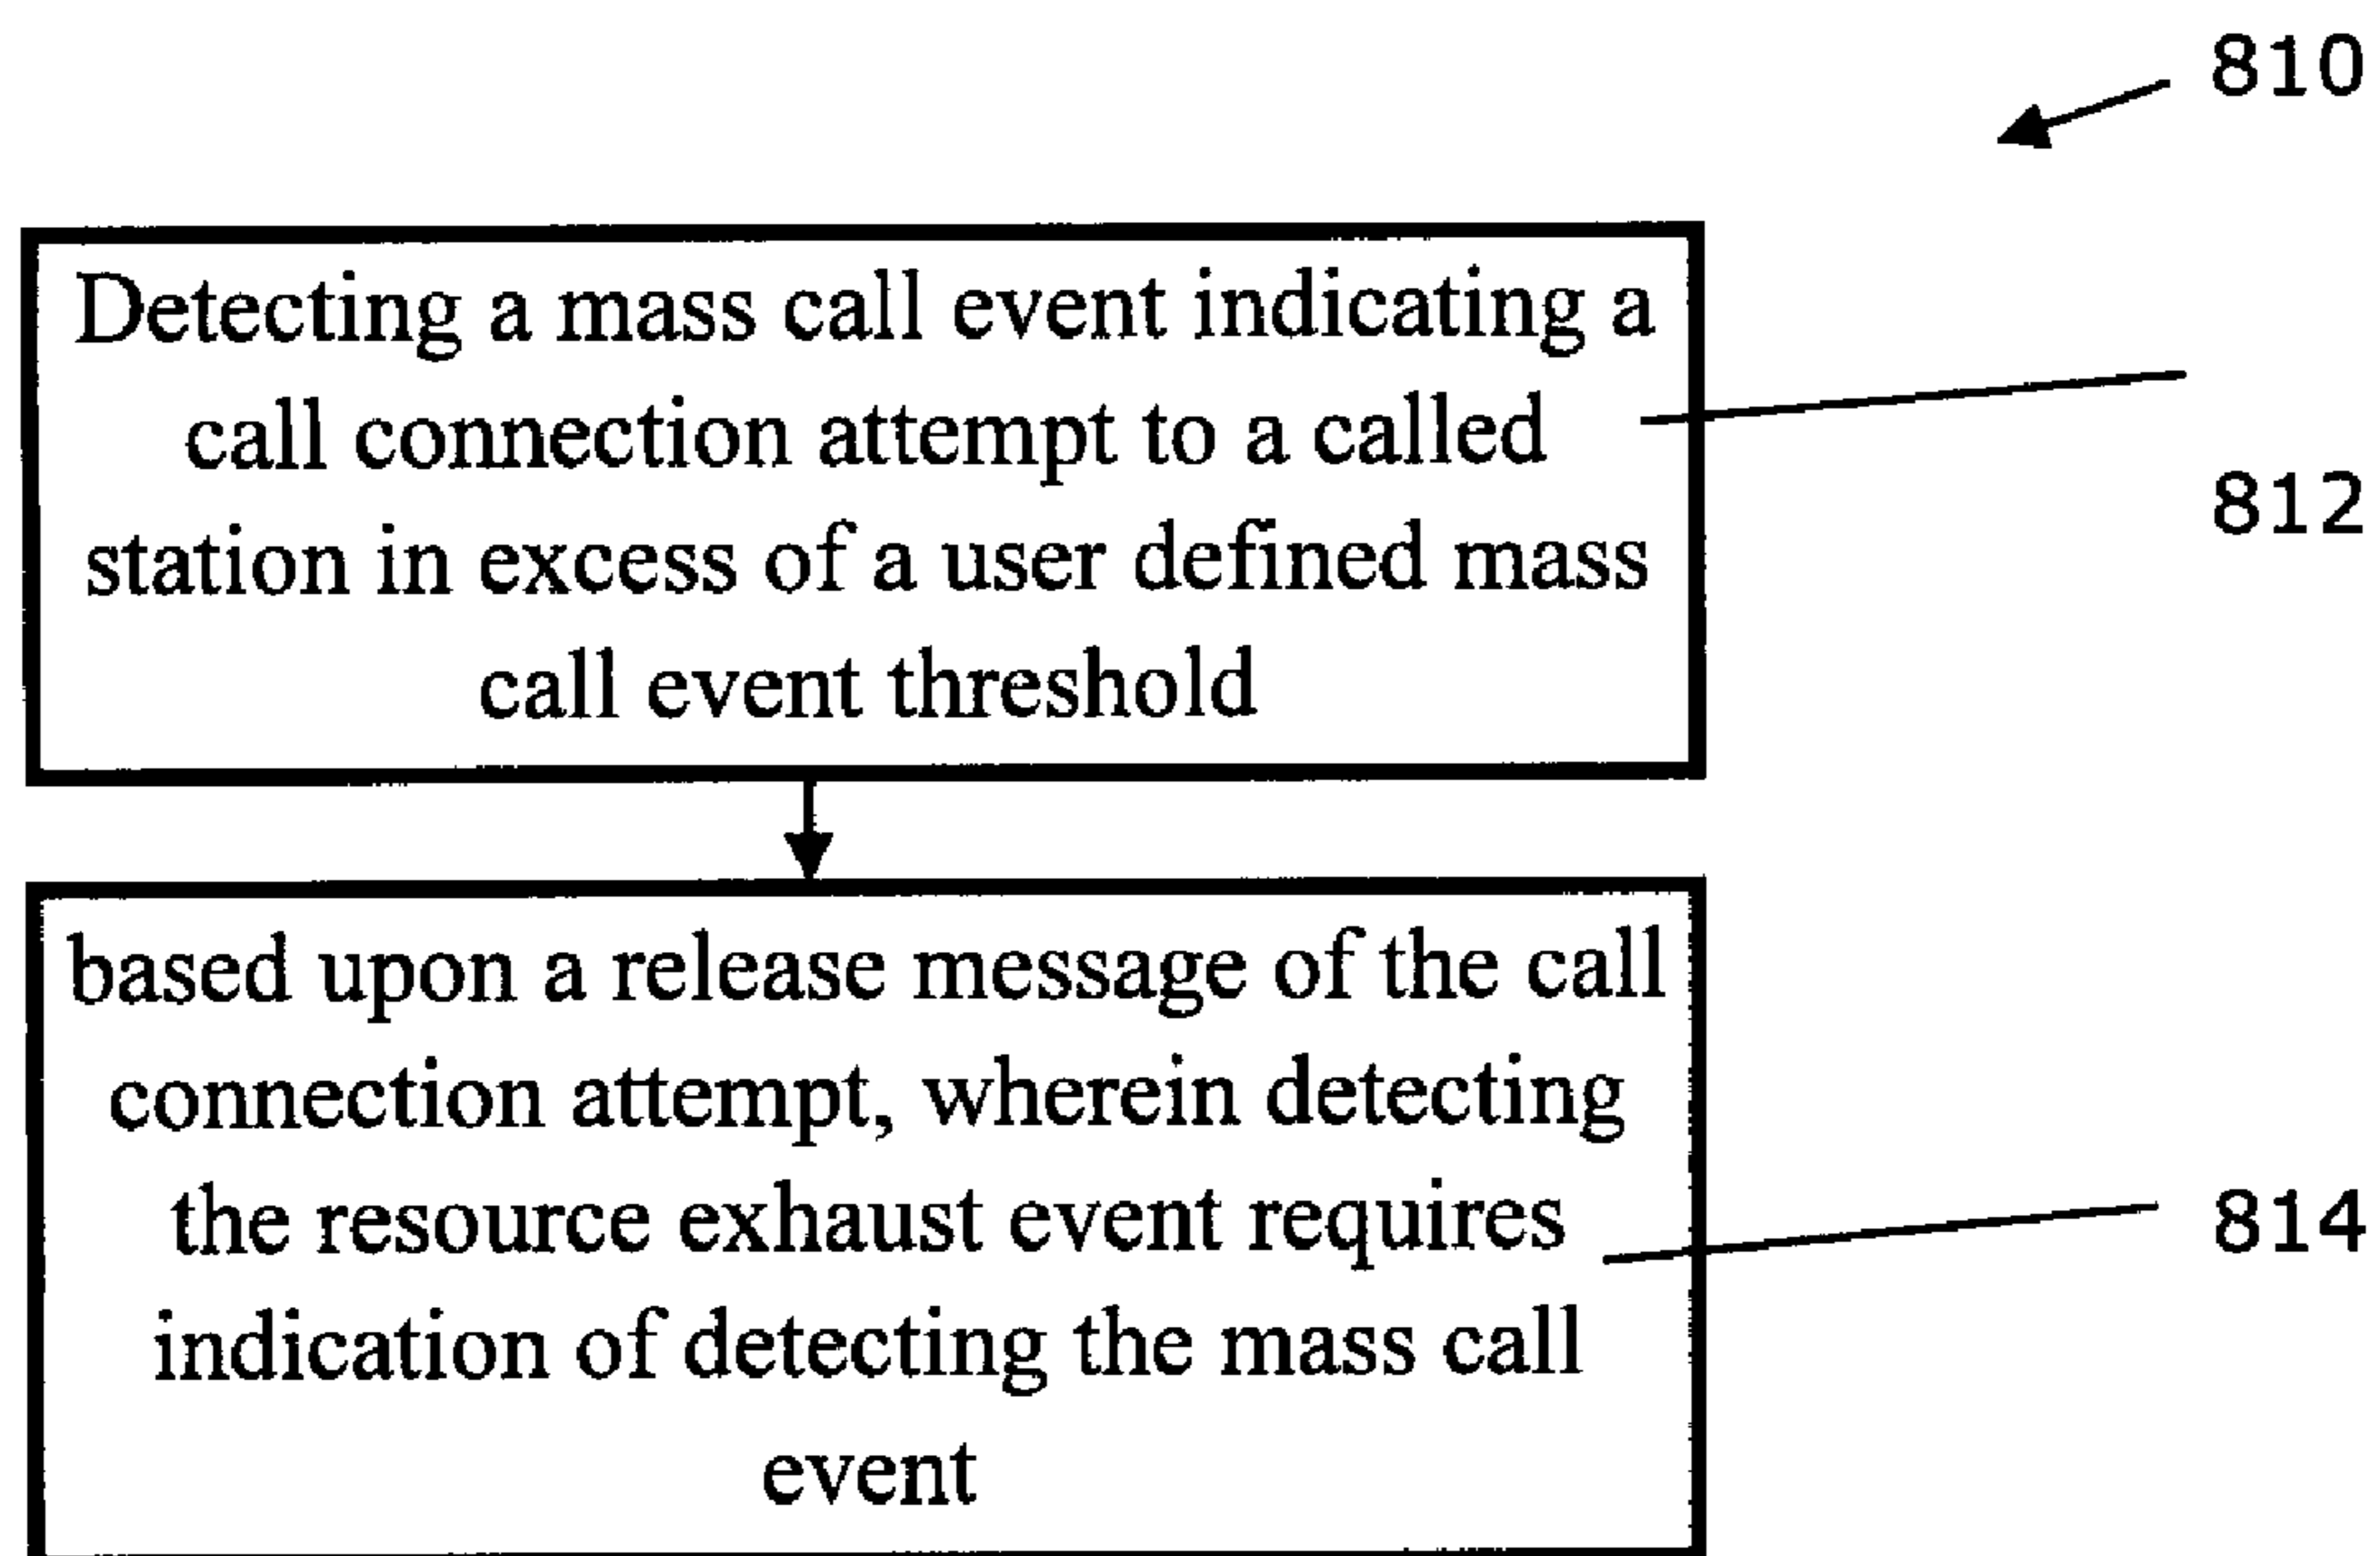 810
Detecting a mass call event indicating a
call connection attempt to a called
812
station in excess of a user defined mass
call event threshold
based upon a release message of the call
connection attempt, wherein detecting
the resource exhaust event requires
814
indication of detecting the mass call
event